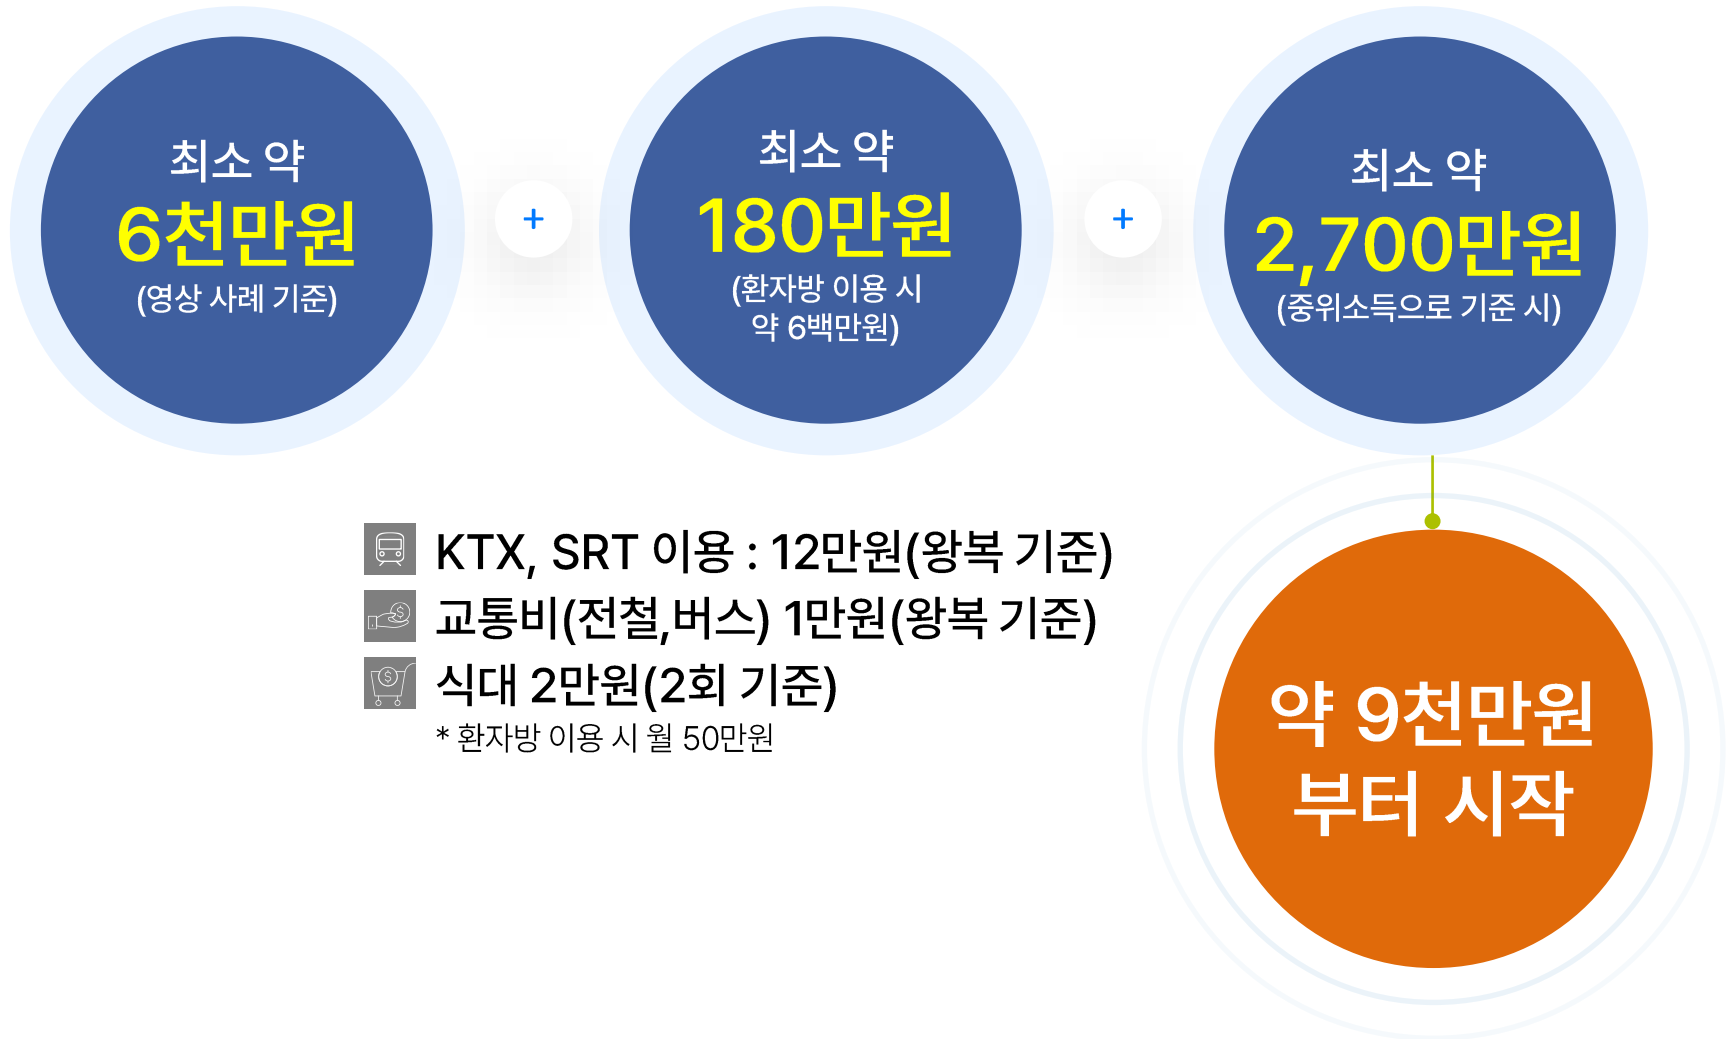 최소 약
6천만원
(영상 사례 기준)
+
최소 약
180만원
(환자방 이용 시
약 6백만원)
+
최소 약
2,700만원
(중위소득으로 기준 시)
KTX, SRT 이용 : 12만원(왕복 기준)
교통비(전철,버스) 1만원(왕복 기준)
식대 2만원(2회 기준)
* 환자방 이용 시 월 50만원
약 9천만원
부터 시작